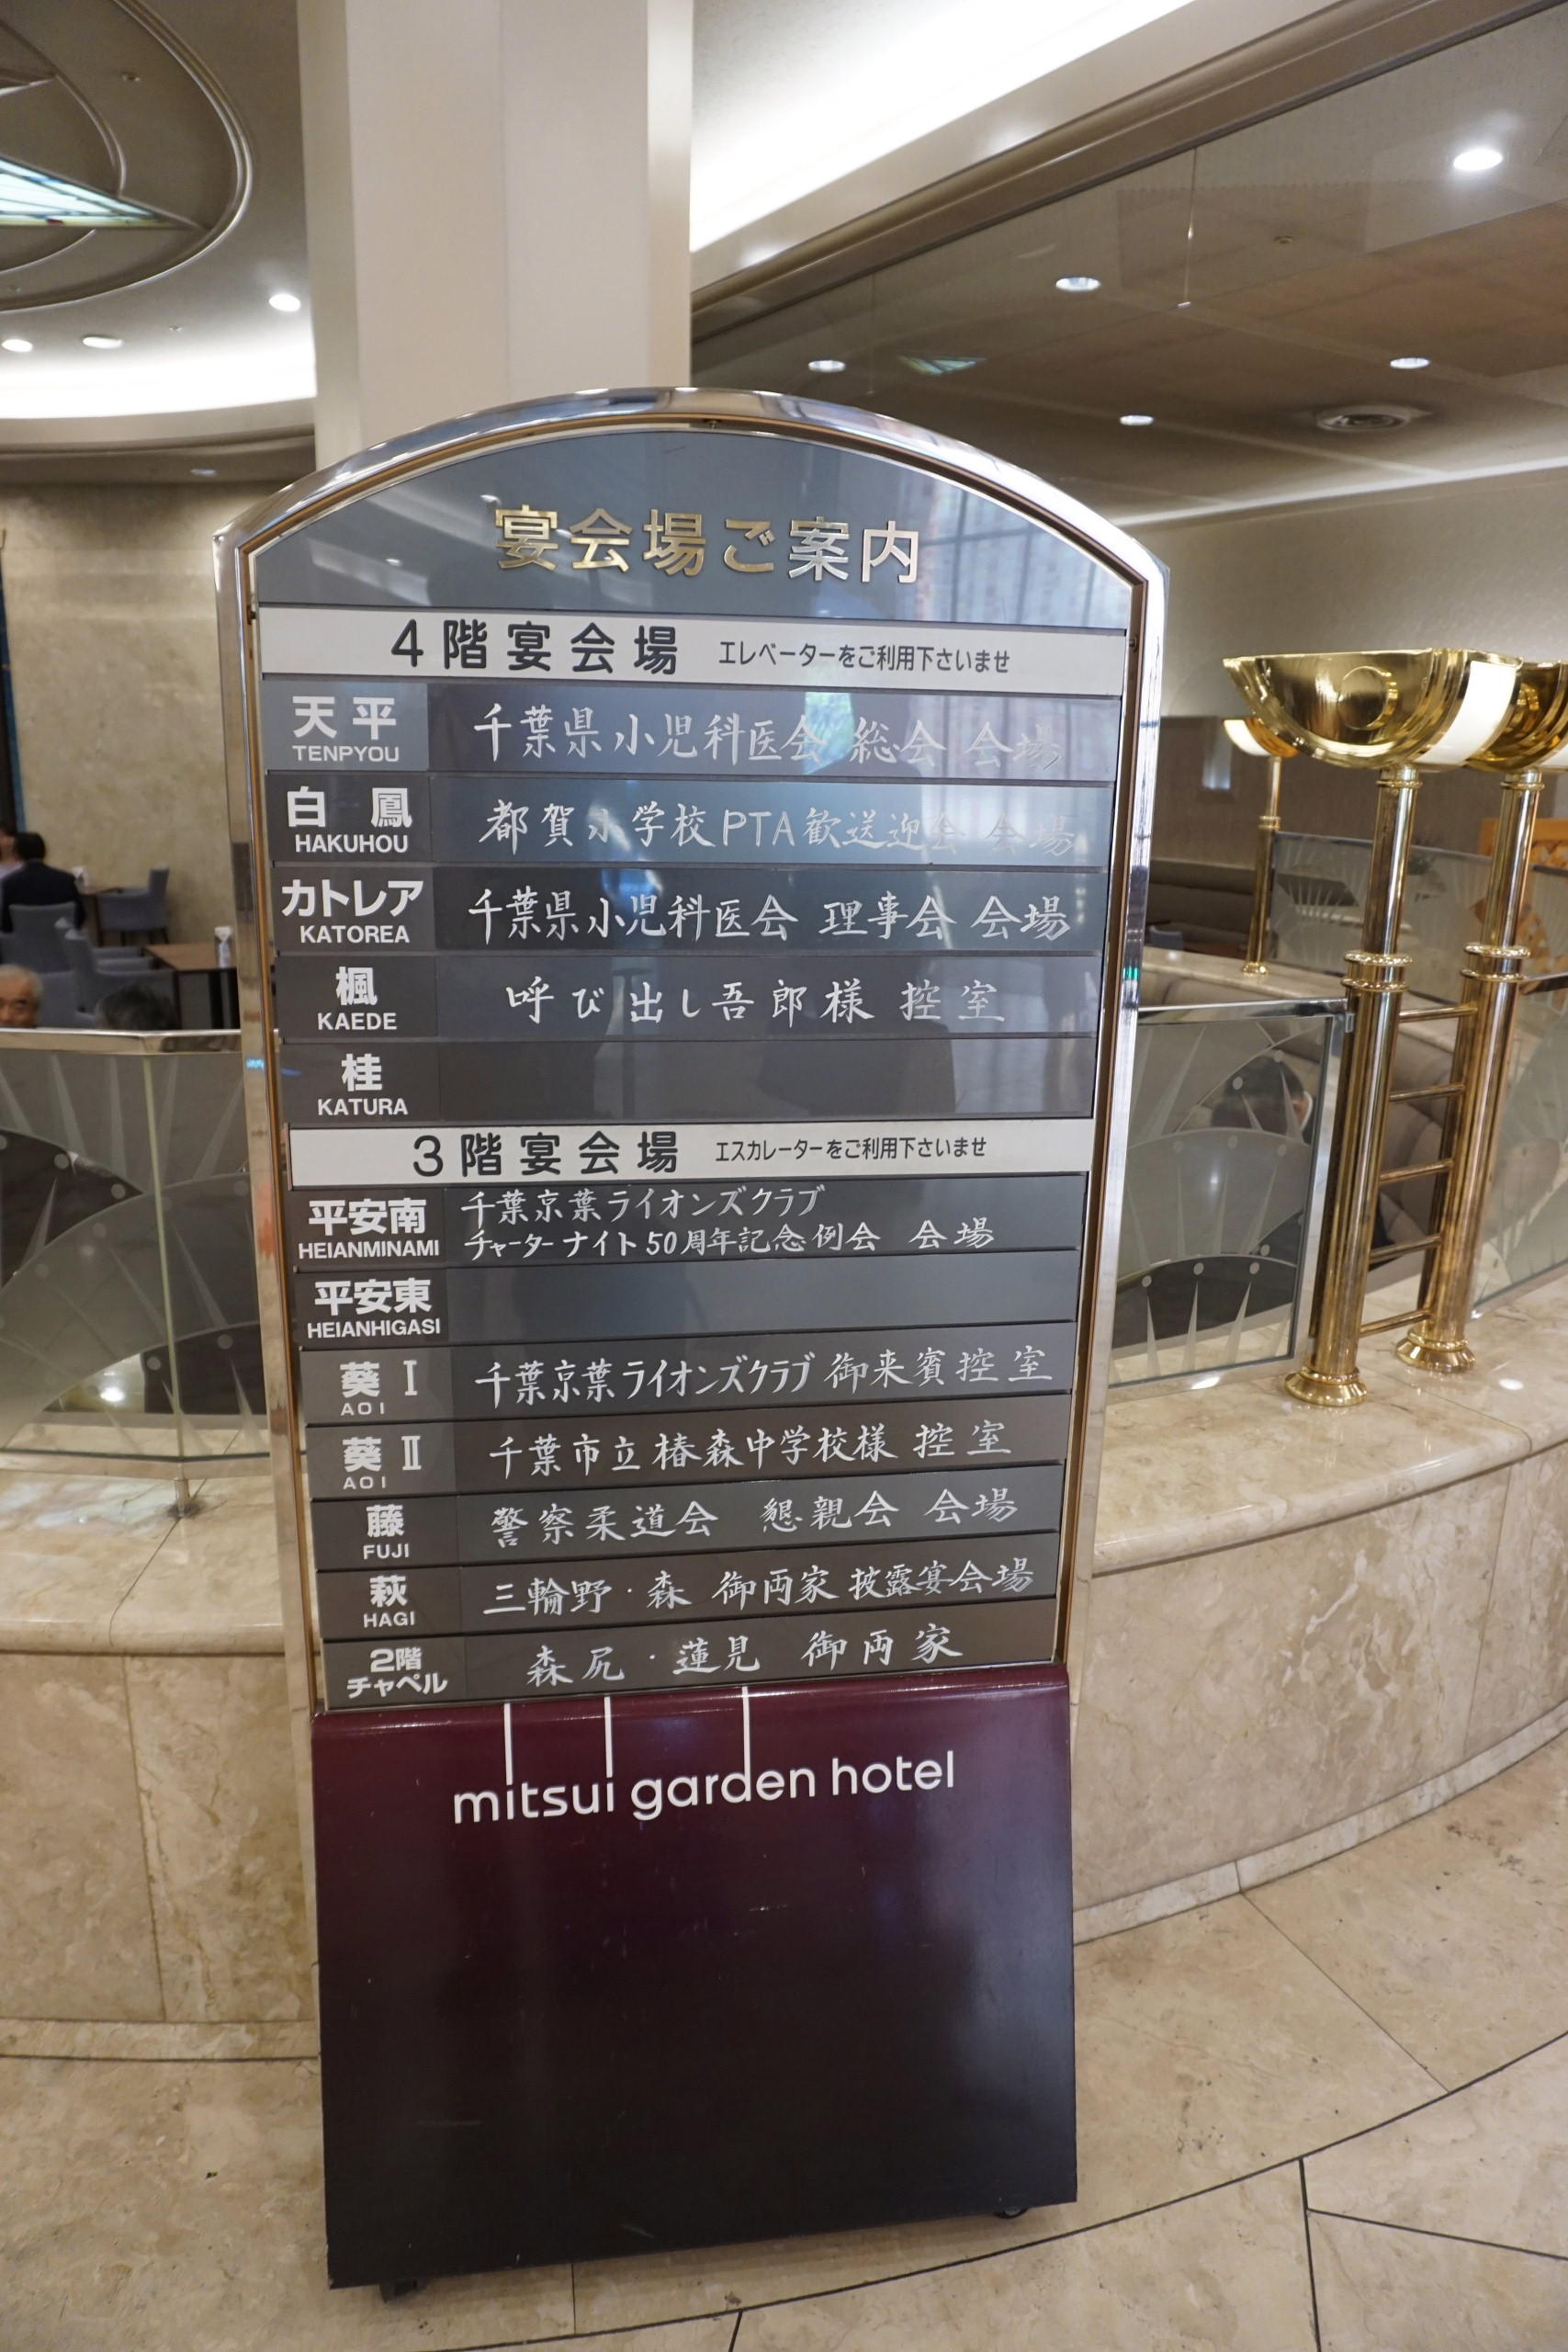 宴会場ご案内
4階宴会場 エレベーターをご利用下さいませ
天平 千葉県小児科医会 総会 会場
TENPYOU
白鳳 都賀小学校PTA歓送迎会 会場
HAKUHOU
カトレア 千葉県小児科医会 理事会 会場
KATOREA
楓 呼び出し吾郎様 控室
KAEDE
桂
KATURA
3階宴会場 エスカレーターをご利用下さいませ
平安南 千葉京葉ライオンズクラブ
HEIANMINAMI チャーターナイト50周年記念例会 会場
平安東
HEIANHIGASI
葵 I 千葉京葉ライオンズクラブ 御来賓控室
AOI
葵 II 千葉市立椿森中学校様 控室
AOI
藤 警察柔道会 懇親会 会場
FUJI
萩 三輪野・森 御両家 披露宴会場
HAGI
2階 森尻・蓮見 御両家
チャペル
mitsui garden hotel